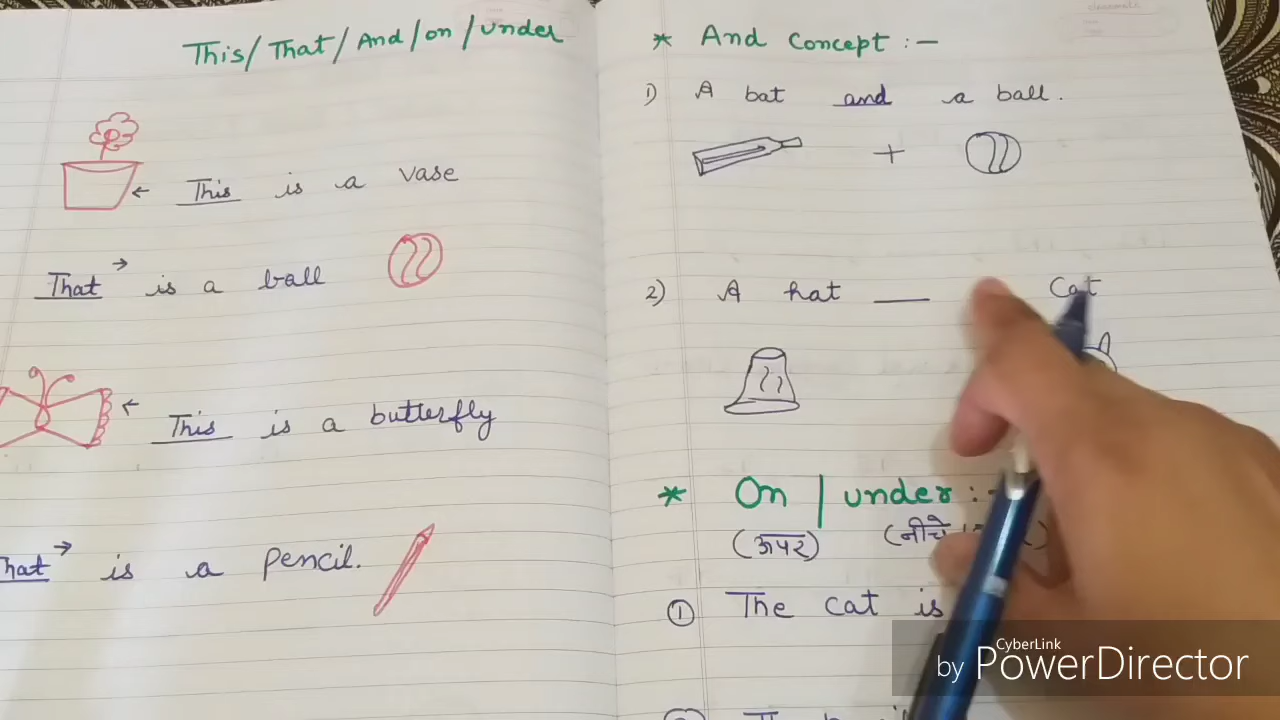 This/ That/ And/ on/ under
This is a vase
That is a ball
This is a butterfly
That is a pencil.
* And Concept :-
1) A bat and a ball.
+
2) A hat ___ Cat
* On | under :-
(ऊपर) (नीचे
① The cat is
CyberLink
by PowerDirector